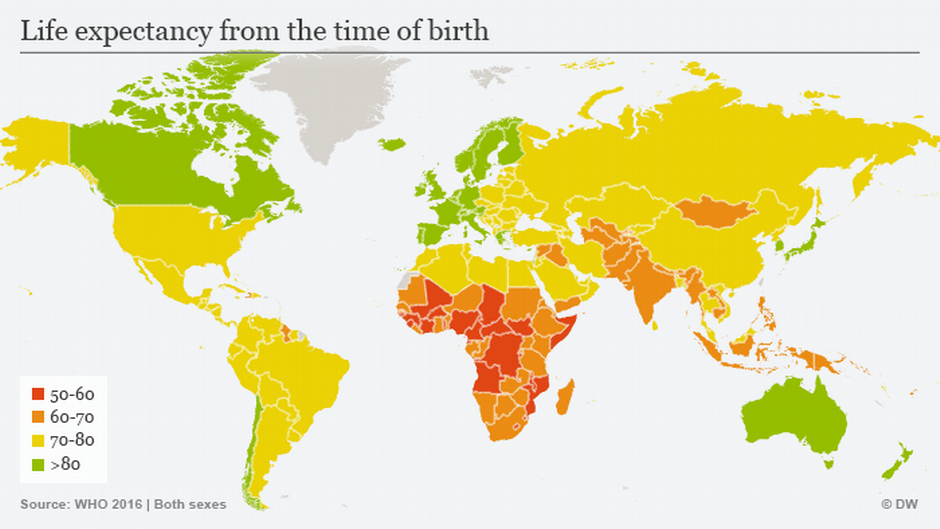 Life expectancy from the time of birth
50-60
60-70
70-80
>80
Source: WHO 2016 | Both sexes
© DW